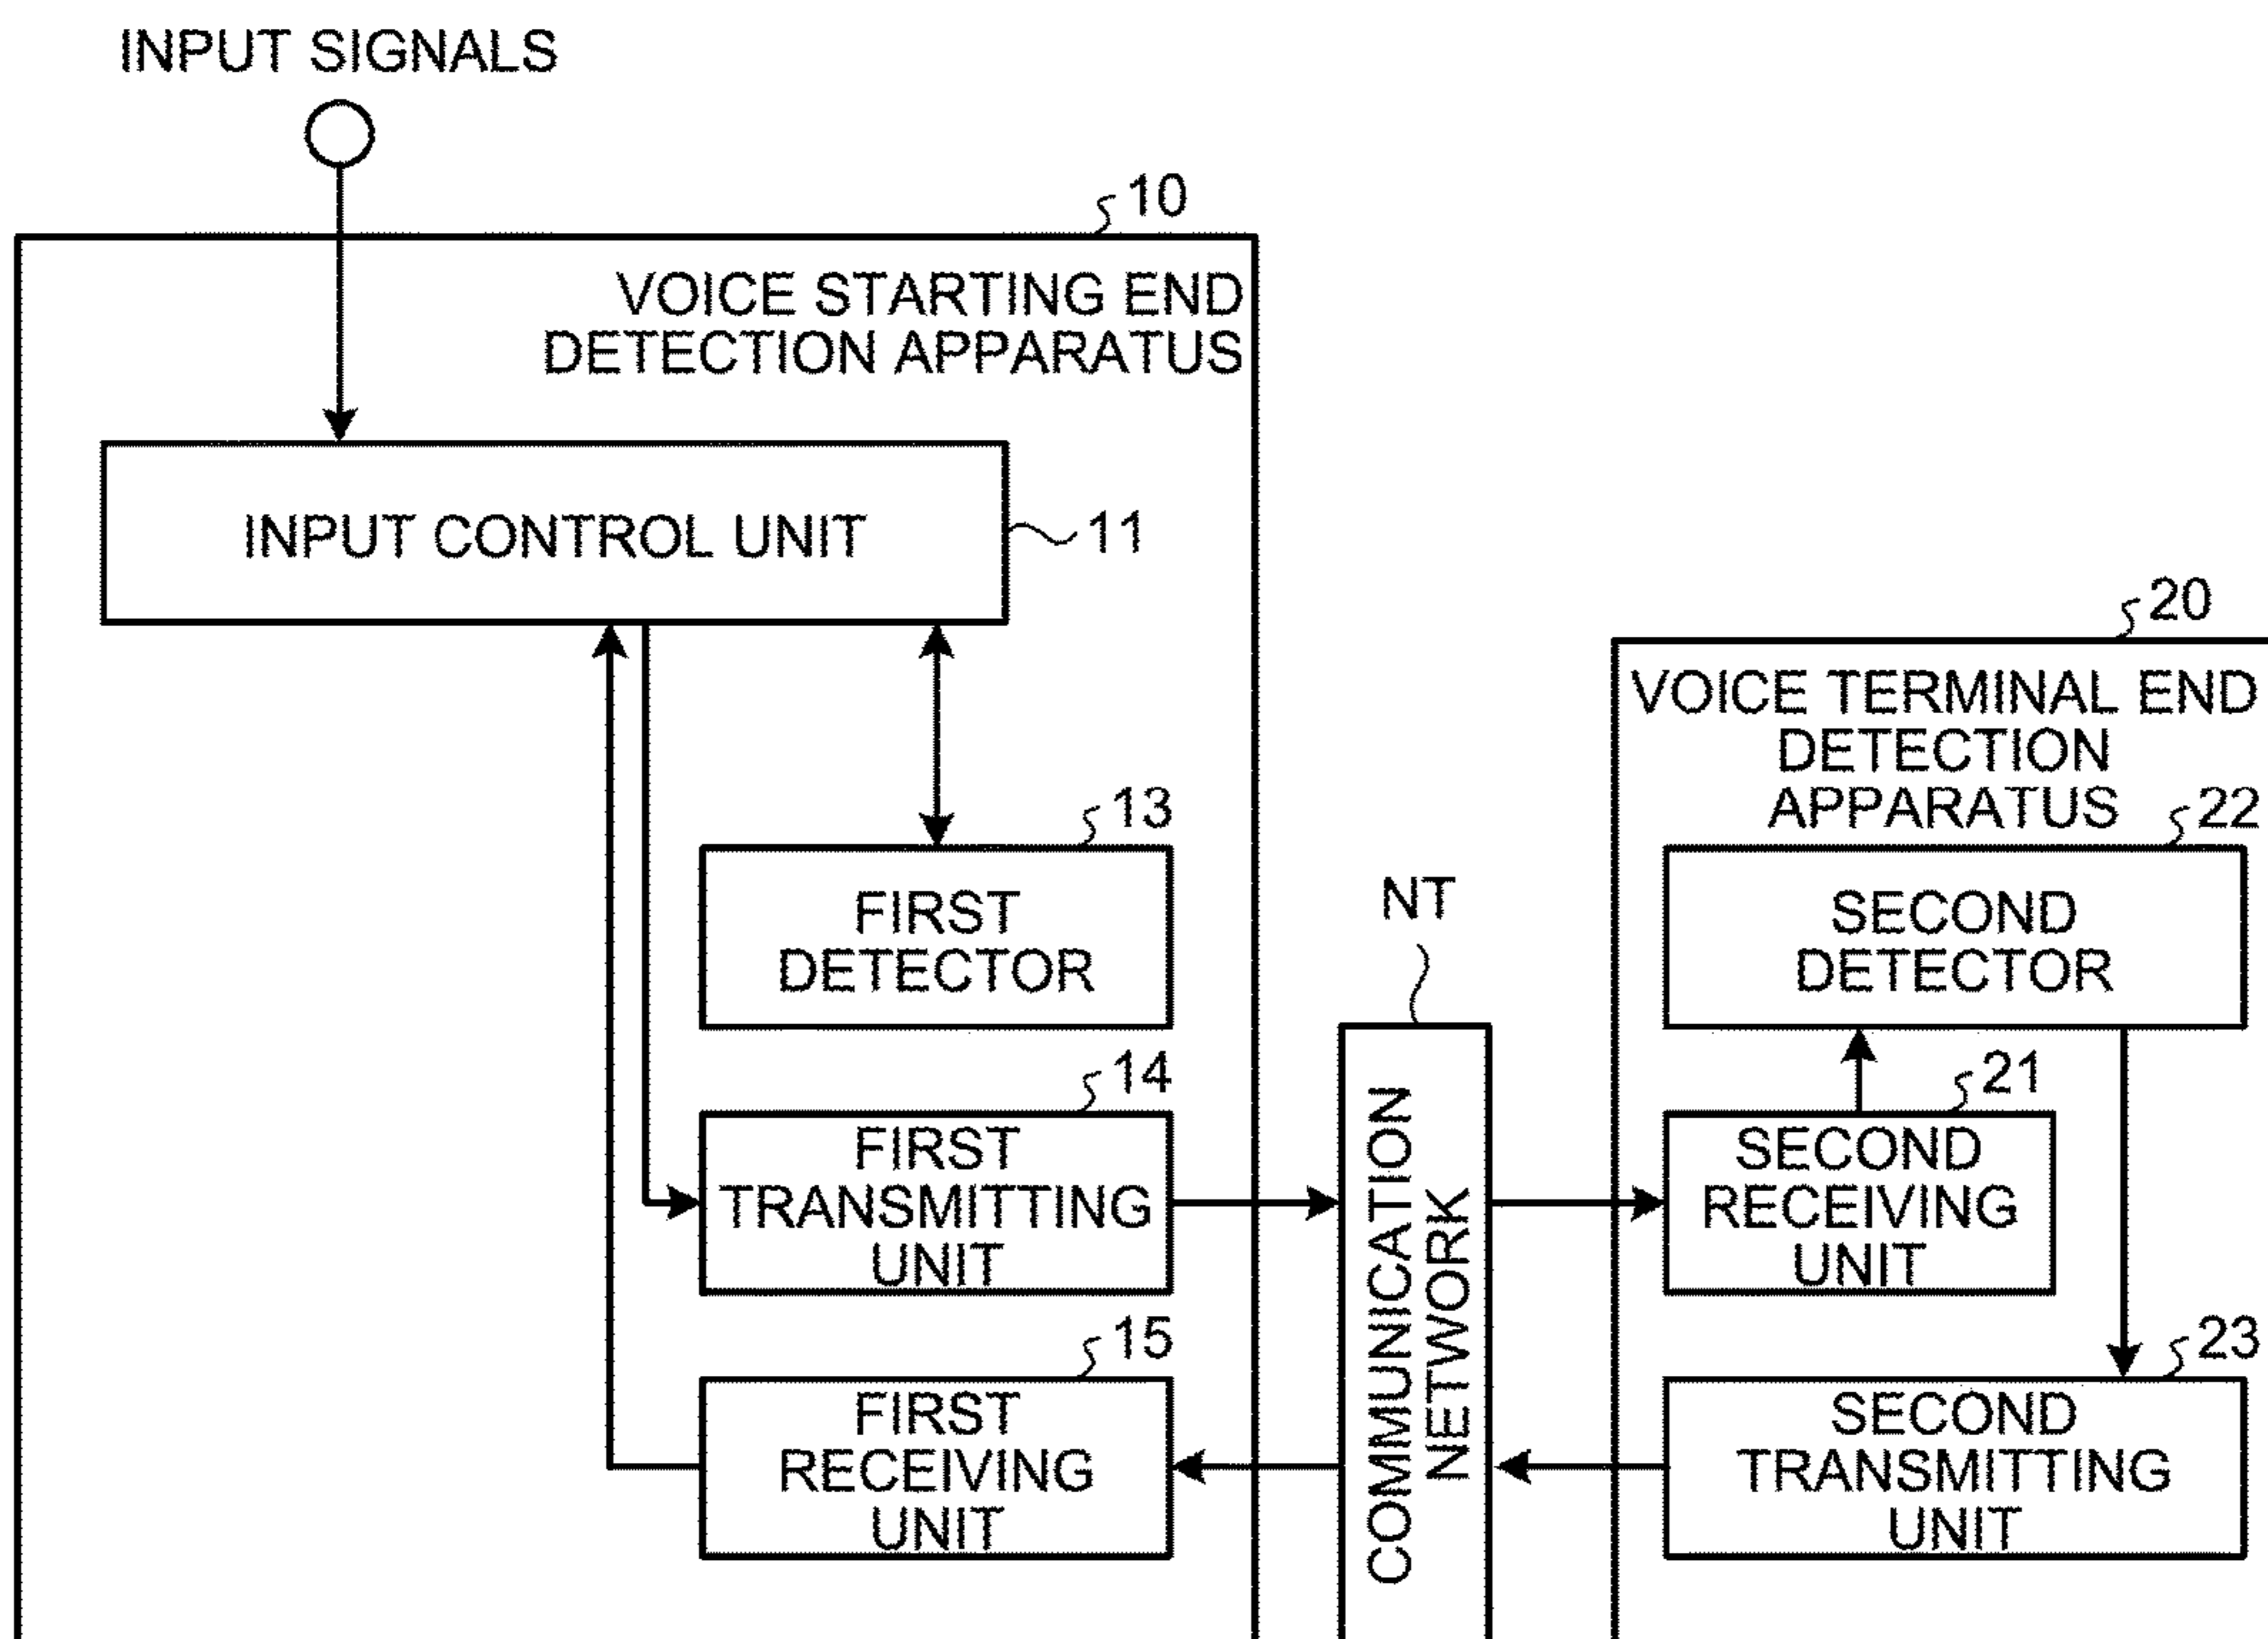 INPUT SIGNALS
10
VOICE STARTING END
DETECTION APPARATUS
INPUT CONTROL UNIT
11
13
FIRST
DETECTOR
14
FIRST
TRANSMITTING
UNIT
15
FIRST
RECEIVING
UNIT
NT
COMMUNICATION
NETWORK
20
VOICE TERMINAL END
DETECTION
APPARATUS
22
SECOND
DETECTOR
21
SECOND
RECEIVING
UNIT
23
SECOND
TRANSMITTING
UNIT